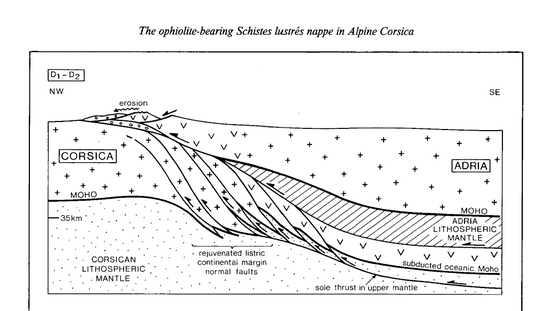 The ophiolite-bearing Schistes lustrés nappe in Alpine Corsica
D1-D2
NW
SE
erosion
CORSICA
ADRIA
MOHO
MOHO
35km
ADRIA
LITHOSPHERIC
MANTLE
CORSICAN
LITHOSPHERIC
MANTLE
rejuvenated listric
continental margin
normal faults
subducted oceanic Moho
sole thrust in upper mantle